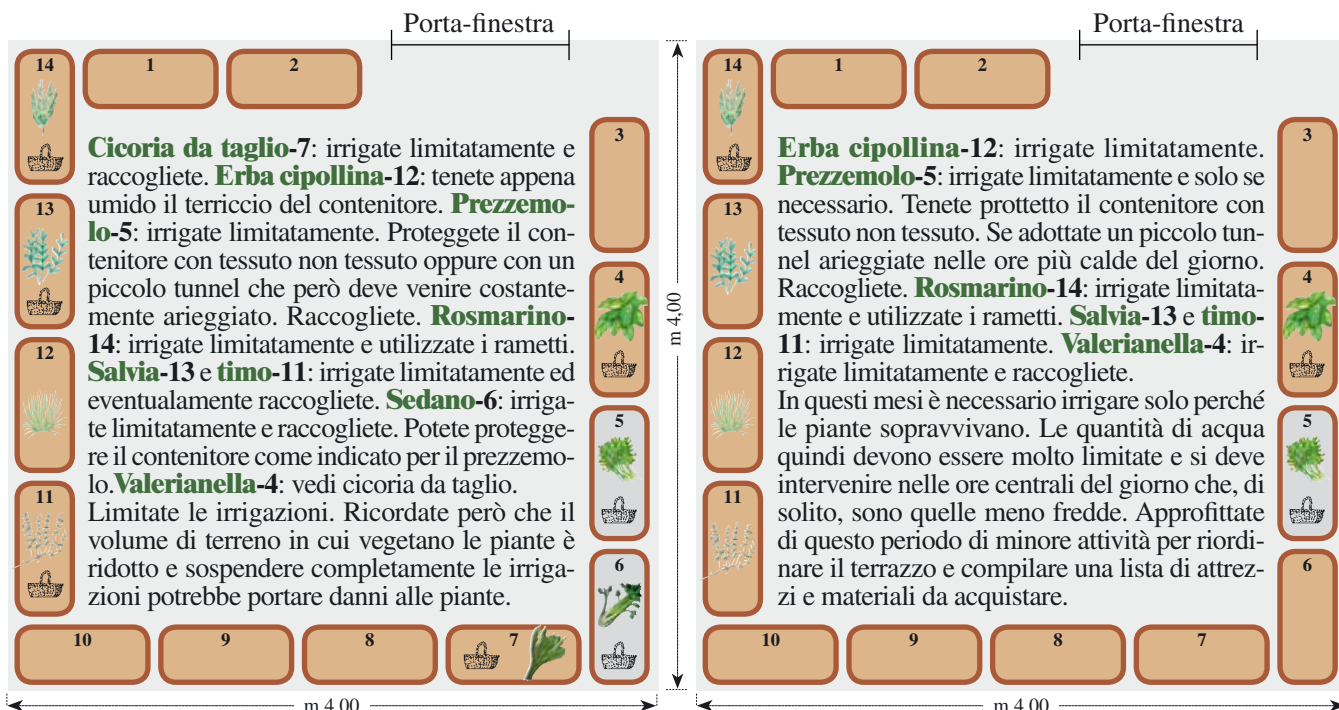 Porta-finestra
14
1
2
3
13
4
12
5
11
6
10
9
8
7
Cicoria da taglio-7: irrigate limitatamente e
raccogliete. Erba cipollina-12: tenete appena
umido il terriccio del contenitore. Prezzemo-
lo-5: irrigate limitatamente. Proteggete il con-
tenitore con tessuto non tessuto oppure con un
piccolo tunnel che però deve venire costante-
mente arieggiato. Raccogliete. Rosmarino-
14: irrigate limitatamente e utilizzate i rametti.
Salvia-13 e timo-11: irrigate limitatamente ed
eventualamente raccogliete. Sedano-6: irriga-
te limitatamente e raccogliete. Potete protegge-
re il contenitore come indicato per il prezzemo-
lo.Valerianella-4: vedi cicoria da taglio.
Limitate le irrigazioni. Ricordate però che il
volume di terreno in cui vegetano le piante è
ridotto e sospendere completamente le irriga-
zioni potrebbe portare danni alle piante.
m 4,00
m 4,00
Porta-finestra
14
1
2
3
13
4
12
5
11
6
10
9
8
7
Erba cipollina-12: irrigate limitatamente.
Prezzemolo-5: irrigate limitatamente e solo se
necessario. Tenete prottetto il contenitore con
tessuto non tessuto. Se adottate un piccolo tun-
nel arieggiate nelle ore più calde del giorno.
Raccogliete. Rosmarino-14: irrigate limitata-
mente e utilizzate i rametti. Salvia-13 e timo-
11: irrigate limitatamente. Valerianella-4: ir-
rigate limitatamente e raccogliete.
In questi mesi è necessario irrigare solo perché
le piante sopravvivano. Le quantità di acqua
quindi devono essere molto limitate e si deve
intervenire nelle ore centrali del giorno che, di
solito, sono quelle meno fredde. Approfittate
di questo periodo di minore attività per riordi-
nare il terrazzo e compilare una lista di attrez-
zi e materiali da acquistare.
m 4,00